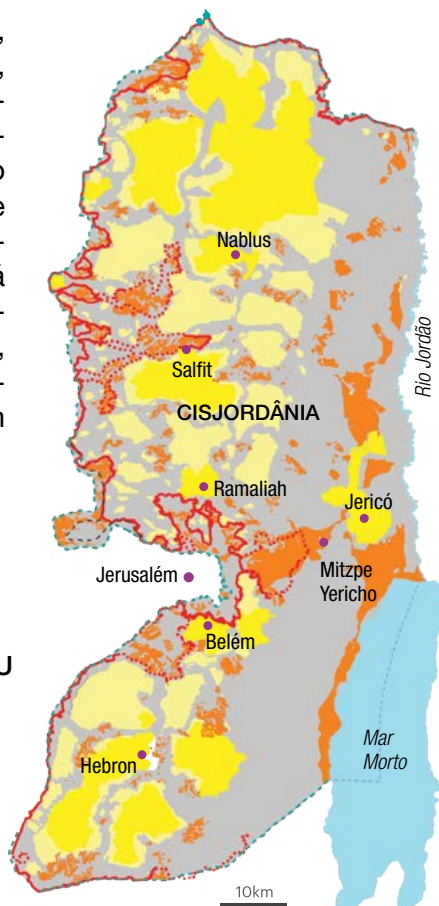 ,
,
-
-
o
e
-
á
-
,
-
U
Nablus
Salfit
CISJORDÂNIA
Rio Jordão
Ramaliah
Jericó
Jerusalém
Mitzpe
Yericho
Belém
Mar
Morto
Hebron
10km